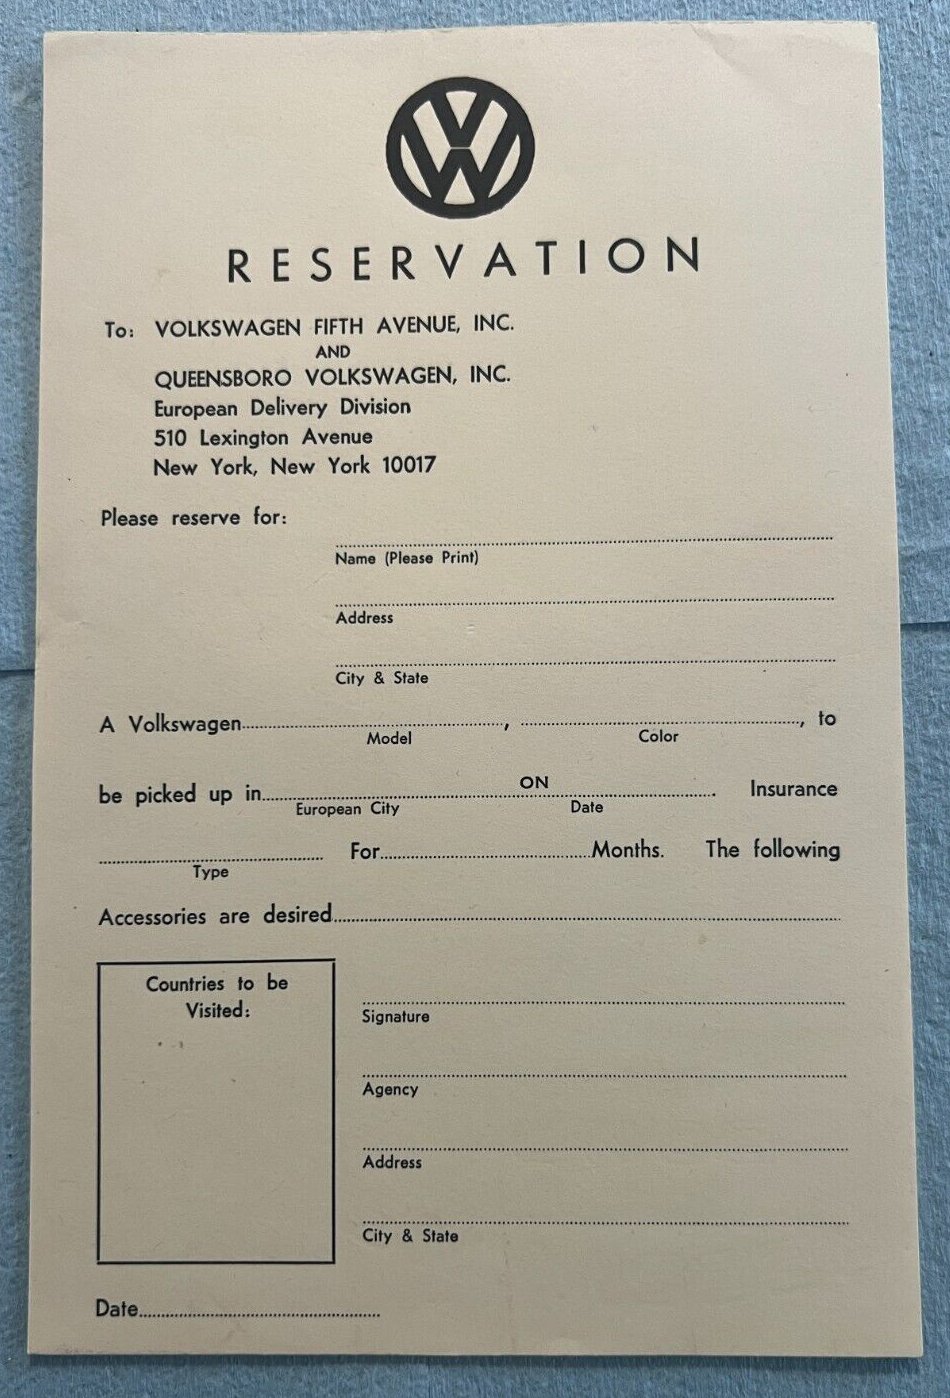 VW
RESERVATION
To: VOLKSWAGEN FIFTH AVENUE, INC.
AND
QUEENSBORO VOLKSWAGEN, INC.
European Delivery Division
510 Lexington Avenue
New York, New York 10017
Please reserve for:
Name (Please Print)
Address
City & State
A Volkswagen................................, ................................, to
Model Color
be picked up in................ON................. Insurance
European City Date
................ For................Months. The following
Type
Accessories are desired................................
Countries to be
Visited:
Signature
Agency
Address
City & State
Date................................